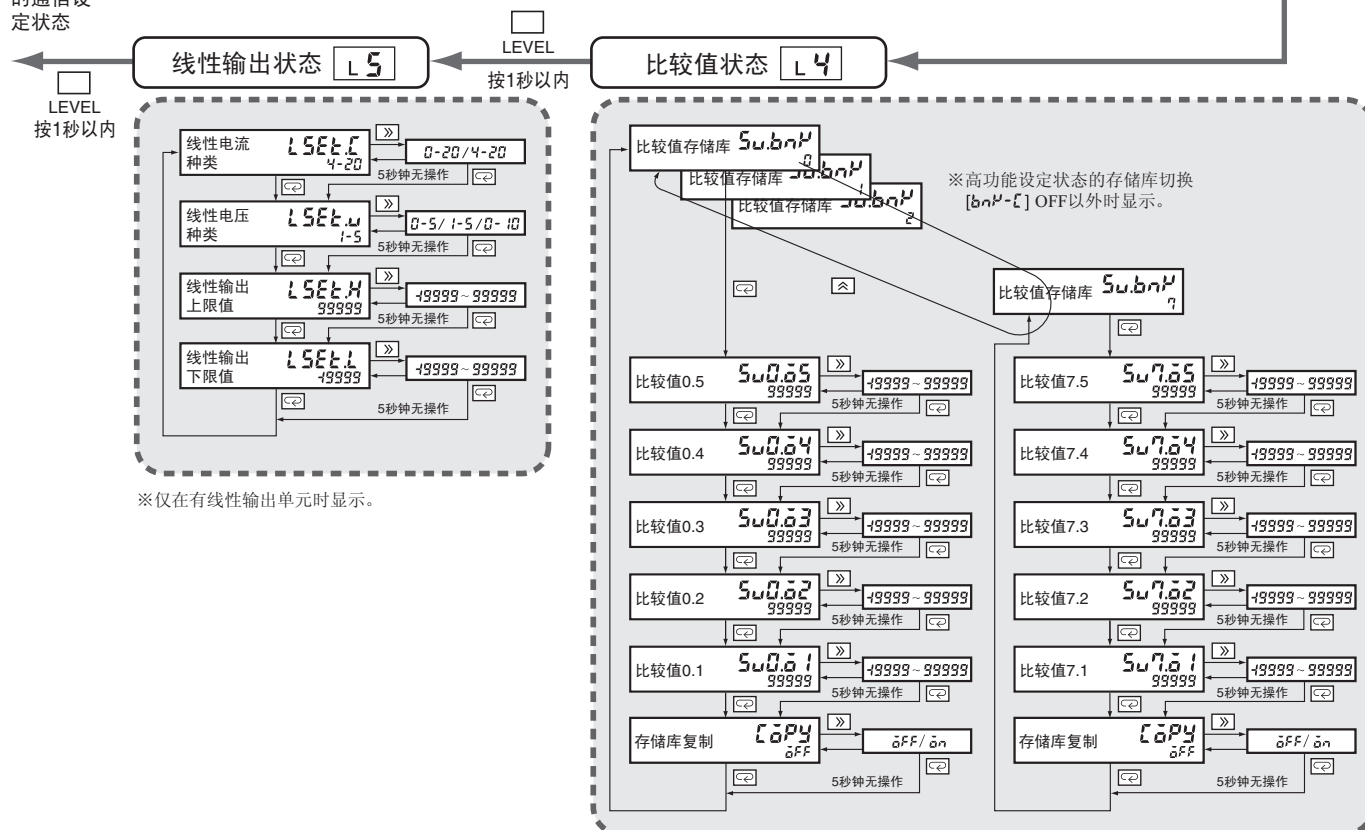 的通信设
定状态
LEVEL
按1秒以内
线性输出状态 L 5
LEVEL
按1秒以内
比较值状态 L 4
线性电流
种类
LSEt.C
4-20
0-20/4-20
5秒钟无操作
线性电压
种类
LSEt.u
1-5
0-5/1-5/0-10
5秒钟无操作
线性输出
上限值
LSEt.H
99999
-19999~99999
5秒钟无操作
线性输出
下限值
LSEt.L
-19999
-19999~99999
5秒钟无操作
※仅在有线性输出单元时显示。
比较值存储库 Su.bnK
0
比较值存储库 Su.bnK
1
比较值存储库 Su.bnK
2
※高功能设定状态的存储库切换
[bnK-C] OFF以外时显示。
比较值存储库 Su.bnK
7
比较值0.5 Su0.o5
99999
-19999~99999
5秒钟无操作
比较值0.4 Su0.o4
99999
-19999~99999
5秒钟无操作
比较值0.3 Su0.o3
99999
-19999~99999
5秒钟无操作
比较值0.2 Su0.o2
99999
-19999~99999
5秒钟无操作
比较值0.1 Su0.o1
99999
-19999~99999
5秒钟无操作
存储库复制 CoPY
oFF
oFF/on
5秒钟无操作
比较值7.5 Su7.o5
99999
-19999~99999
5秒钟无操作
比较值7.4 Su7.o4
99999
-19999~99999
5秒钟无操作
比较值7.3 Su7.o3
99999
-19999~99999
5秒钟无操作
比较值7.2 Su7.o2
99999
-19999~99999
5秒钟无操作
比较值7.1 Su7.o1
99999
-19999~99999
5秒钟无操作
存储库复制 CoPY
oFF
oFF/on
5秒钟无操作